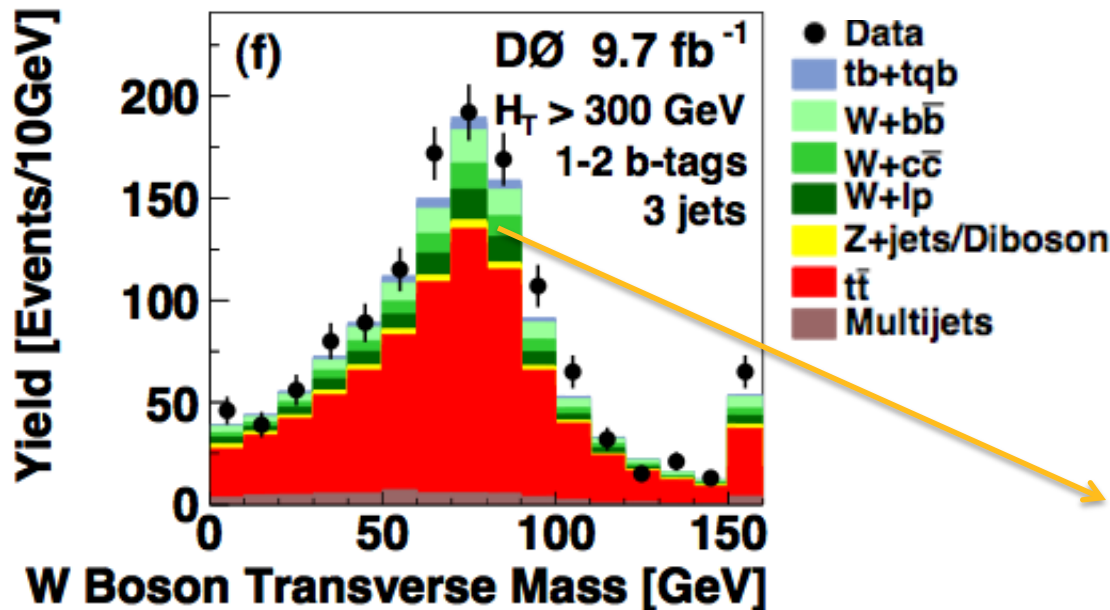 (f)
DØ 9.7 fb⁻¹
H_T > 300 GeV
1-2 b-tags
3 jets
Yield [Events/10GeV]
200
150
100
50
0
0 50 100 150
W Boson Transverse Mass [GeV]
Data
tb+tqb
W+bb̄
W+cc̄
W+lp
Z+jets/Diboson
tt̄
Multijets